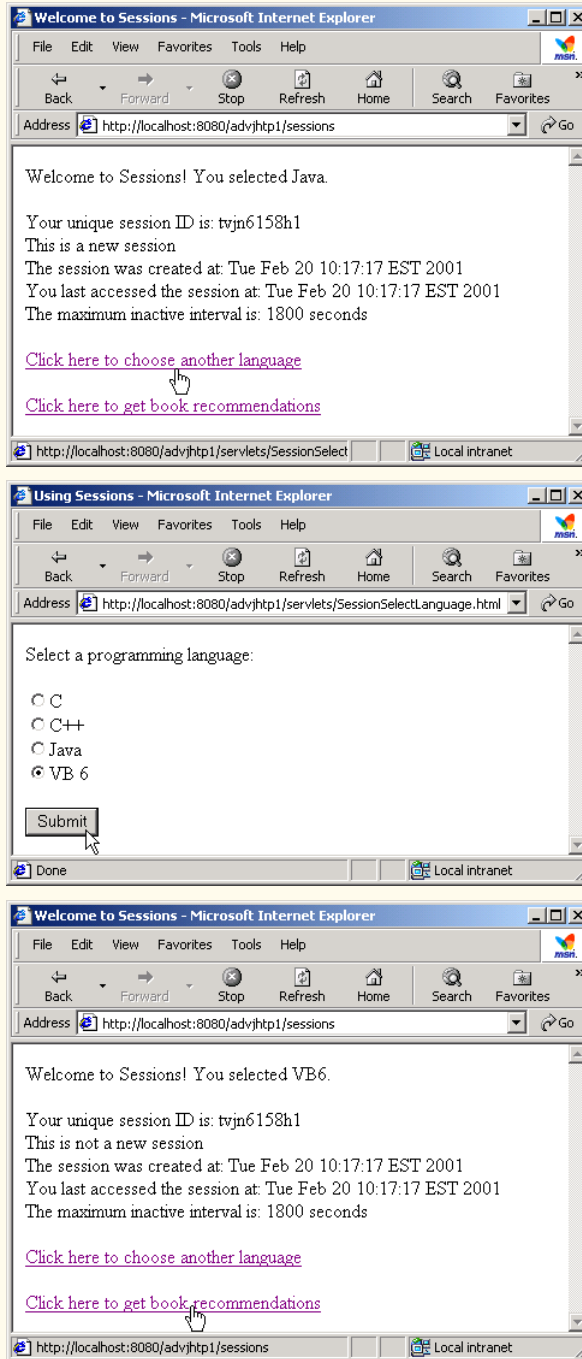 Welcome to Sessions - Microsoft Internet Explorer
File Edit View Favorites Tools Help
msn.
Back Forward Stop Refresh Home Search Favorites »
Address http://localhost:8080/advjhtp1/sessions Go
Welcome to Sessions! You selected Java.
Your unique session ID is: tvjn6158h1
This is a new session
The session was created at: Tue Feb 20 10:17:17 EST 2001
You last accessed the session at: Tue Feb 20 10:17:17 EST 2001
The maximum inactive interval is: 1800 seconds
Click here to choose another language
Click here to get book recommendations
http://localhost:8080/advjhtp1/servlets/SessionSelect Local intranet
Using Sessions - Microsoft Internet Explorer
File Edit View Favorites Tools Help
msn.
Back Forward Stop Refresh Home Search Favorites »
Address http://localhost:8080/advjhtp1/servlets/SessionSelectLanguage.html Go
Select a programming language:
C
C++
Java
VB 6
Submit
Done Local intranet
Welcome to Sessions - Microsoft Internet Explorer
File Edit View Favorites Tools Help
msn.
Back Forward Stop Refresh Home Search Favorites »
Address http://localhost:8080/advjhtp1/sessions Go
Welcome to Sessions! You selected VB6.
Your unique session ID is: tvjn6158h1
This is not a new session
The session was created at: Tue Feb 20 10:17:17 EST 2001
You last accessed the session at: Tue Feb 20 10:17:17 EST 2001
The maximum inactive interval is: 1800 seconds
Click here to choose another language
Click here to get book recommendations
http://localhost:8080/advjhtp1/sessions Local intranet